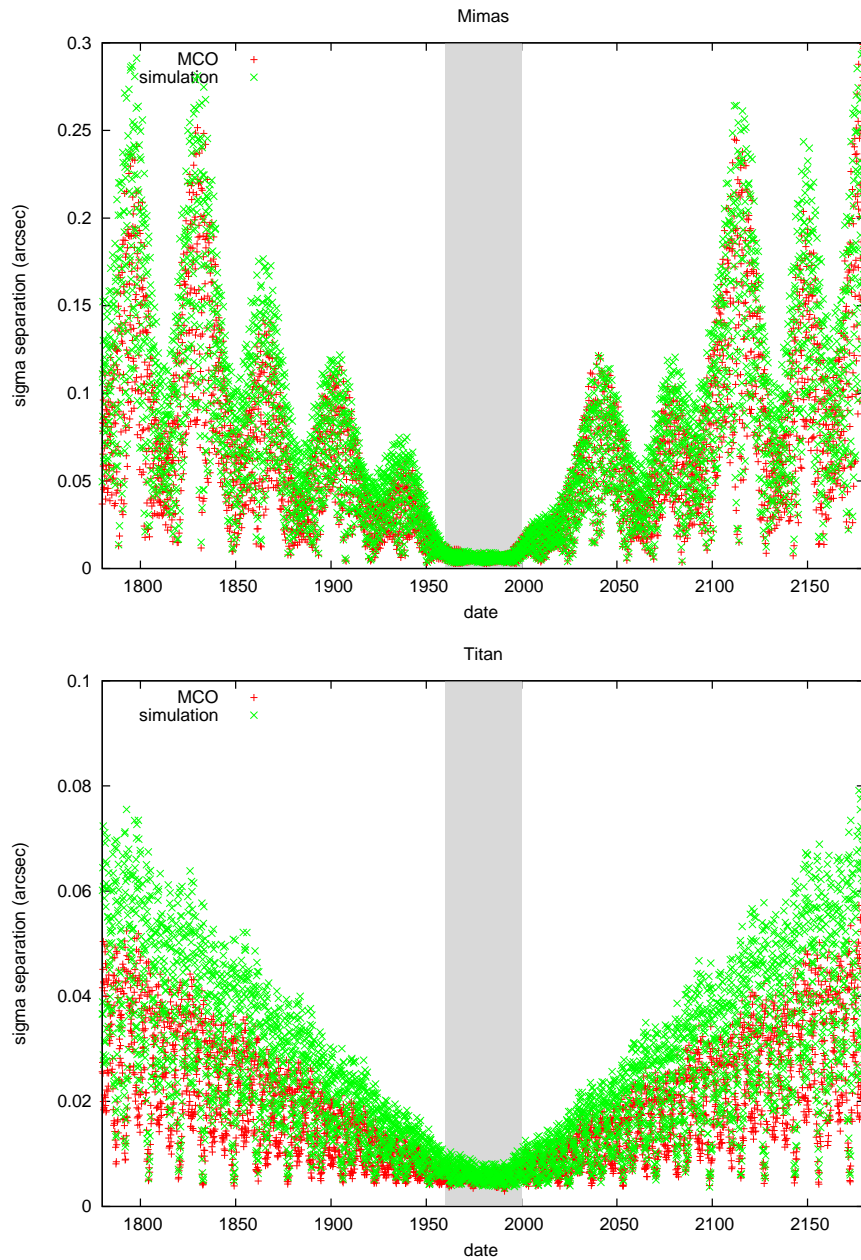 Mimas
0.3
MCO
simulation
0.25
0.2
0.15
0.1
0.05
0
sigma separation (arcsec)
1800 1850 1900 1950 2000 2050 2100 2150
date
Titan
0.1
MCO
simulation
0.08
0.06
0.04
0.02
0
sigma separation (arcsec)
1800 1850 1900 1950 2000 2050 2100 2150
date